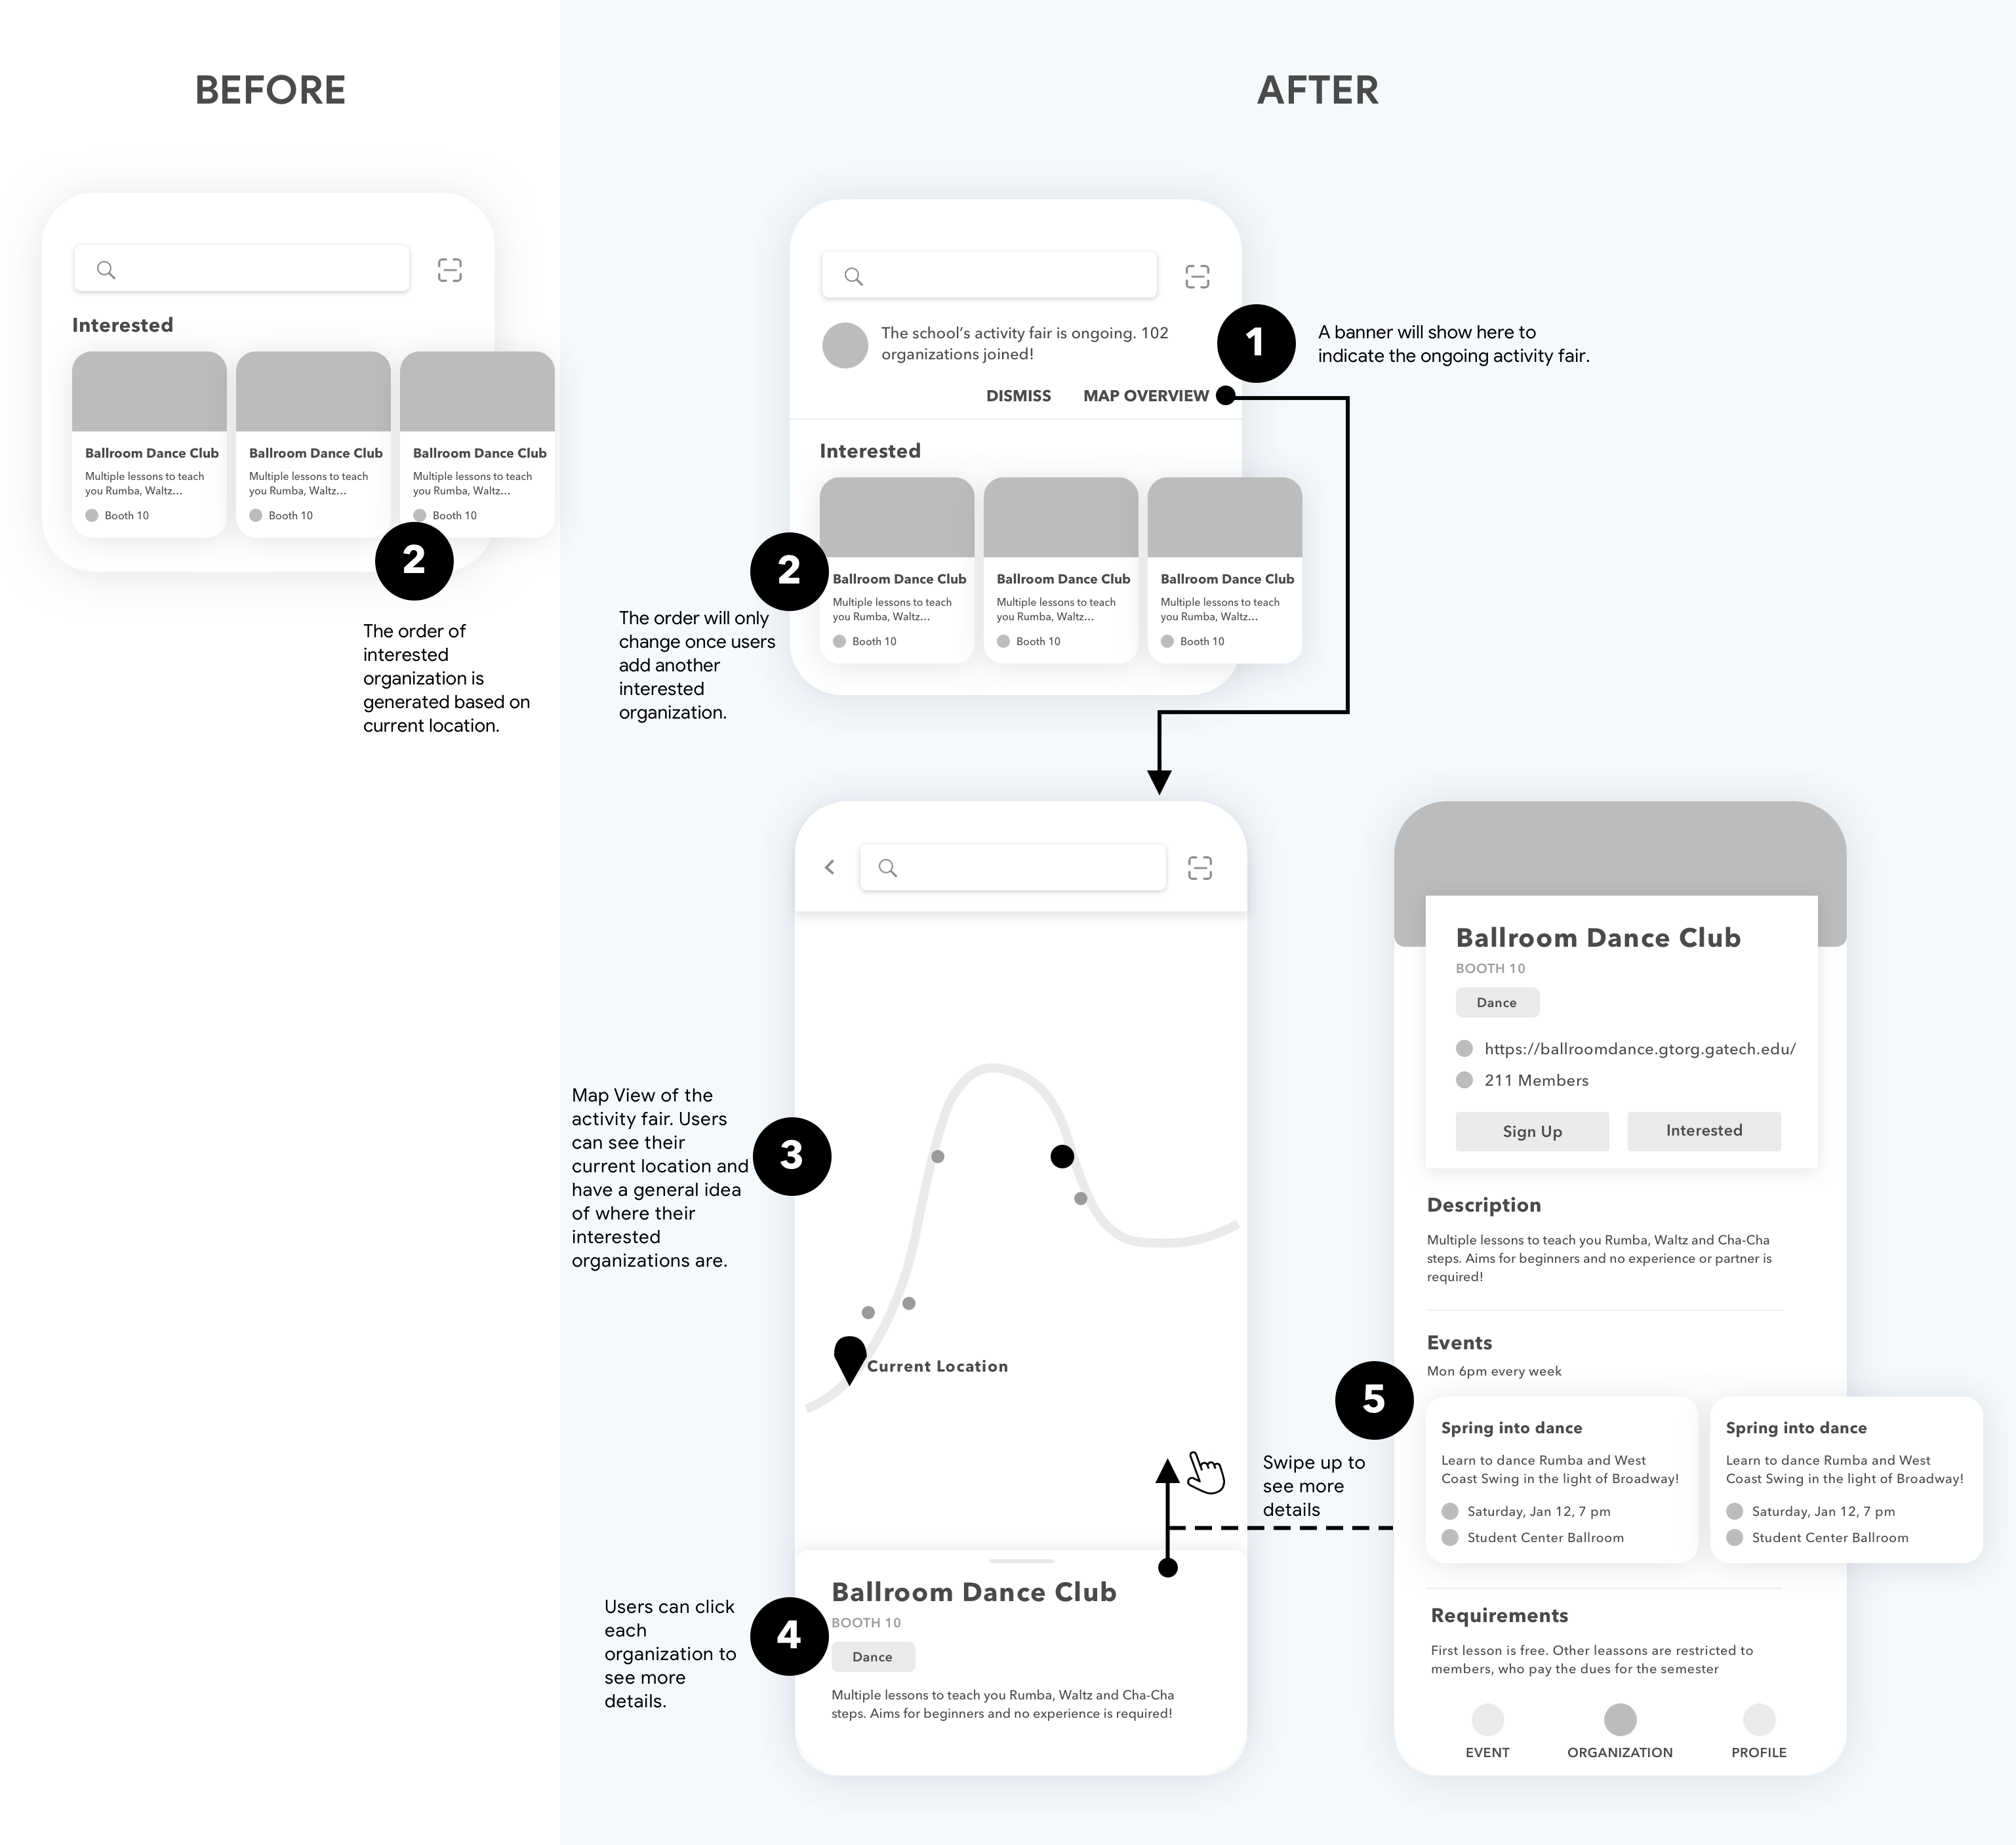 BEFORE
Interested
Ballroom Dance Club
Multiple lessons to teach
you Rumba, Waltz...
Booth 10
Ballroom Dance Club
Multiple lessons to teach
you Rumba, Waltz...
Booth 10
Ballroom Dance Club
Multiple lessons to teach
you Rumba, Waltz...
Booth 10
2
The order of
interested
organization is
generated based on
current location.
AFTER
The school's activity fair is ongoing. 102
organizations joined!
DISMISS
MAP OVERVIEW
1
A banner will show here to
indicate the ongoing activity fair.
Interested
2
The order will only
change once users
add another
interested
organization.
Ballroom Dance Club
Multiple lessons to teach
you Rumba, Waltz...
Booth 10
Ballroom Dance Club
Multiple lessons to teach
you Rumba, Waltz...
Booth 10
Ballroom Dance Club
Multiple lessons to teach
you Rumba, Waltz...
Booth 10
Map View of the
activity fair. Users
can see their
current location and
have a general idea
of where their
interested
organizations are.
3
Current Location
Users can click
each
organization to
see more
details.
4
Ballroom Dance Club
BOOTH 10
Dance
Multiple lessons to teach you Rumba, Waltz and Cha-Cha
steps. Aims for beginners and no experience is required!
5
Swipe up to
see more
details
Ballroom Dance Club
BOOTH 10
Dance
https://ballroomdance.gtorg.gatech.edu/
211 Members
Sign Up
Interested
Description
Multiple lessons to teach you Rumba, Waltz and Cha-Cha
steps. Aims for beginners and no experience or partner is
required!
Events
Mon 6pm every week
Spring into dance
Learn to dance Rumba and West
Coast Swing in the light of Broadway!
Saturday, Jan 12, 7 pm
Student Center Ballroom
Spring into dance
Learn to dance Rumba and West
Coast Swing in the light of Broadway!
Saturday, Jan 12, 7 pm
Student Center Ballroom
Requirements
First lesson is free. Other leassons are restricted to
members, who pay the dues for the semester
EVENT
ORGANIZATION
PROFILE